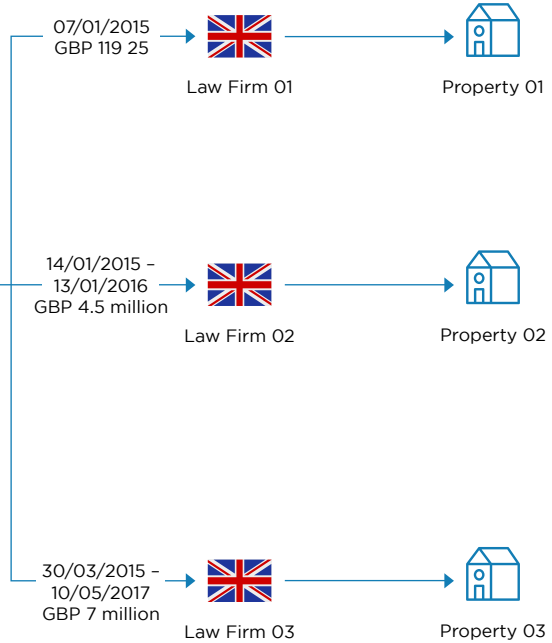 07/01/2015
GBP 119 25
Law Firm 01
Property 01
14/01/2015 –
13/01/2016
GBP 4.5 million
Law Firm 02
Property 02
30/03/2015 –
10/05/2017
GBP 7 million
Law Firm 03
Property 03